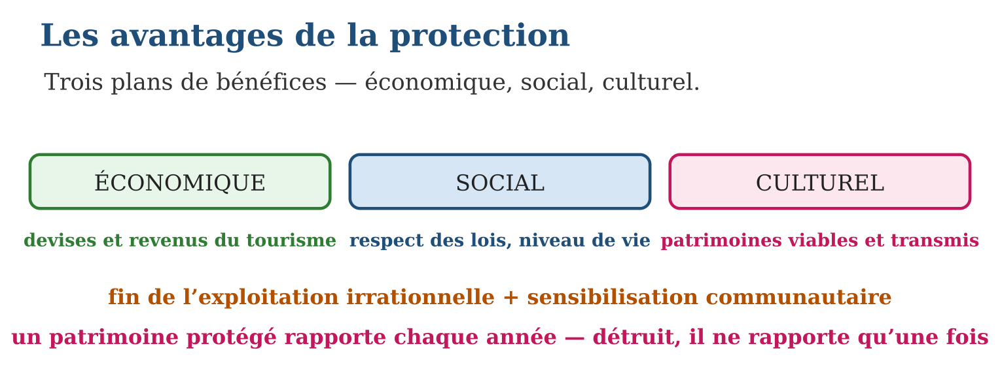 Les avantages de la protection
Trois plans de bénéfices — économique, social, culturel.
ÉCONOMIQUE
SOCIAL
CULTUREL
devises et revenus du tourisme
respect des lois, niveau de vie
patrimoines viables et transmis
fin de l’exploitation irrationnelle + sensibilisation communautaire
un patrimoine protégé rapporte chaque année — détruit, il ne rapporte qu’une fois